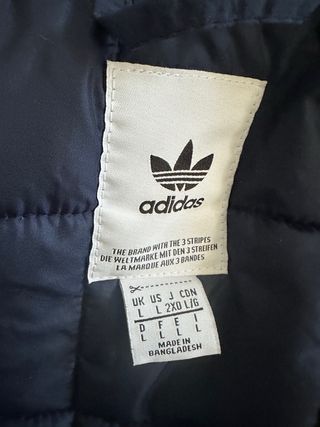 adidas
THE BRAND WITH THE 3 STRIPES
DIE WELTMARKE MIT DEN 3 STREIFEN
LA MARQUE AUX 3 BANDES
UK US J CDN
L L 2XO L/G
D F E I
L L L L
MADE IN
BANGLADESH